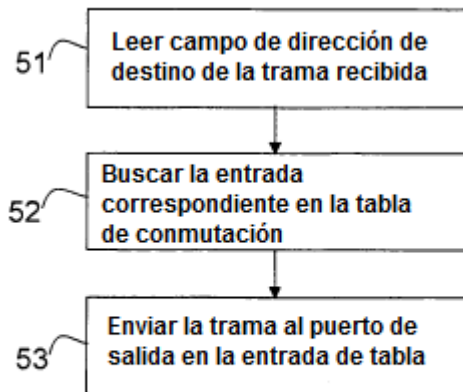 51
Leer campo de dirección de
destino de la trama recibida
52
Buscar la entrada
correspondiente en la tabla
de conmutación
53
Enviar la trama al puerto de
salida en la entrada de tabla